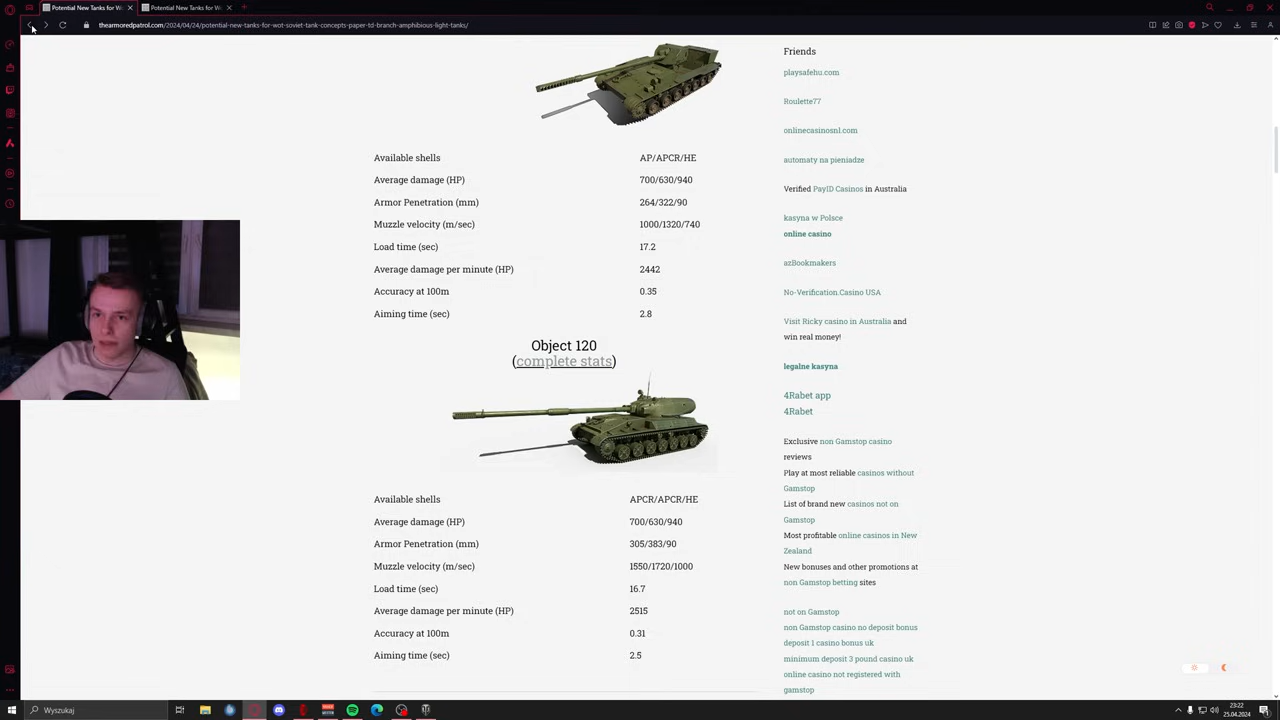 Potential New Tanks for Wo
Potential New Tanks for Wo
thearmoredpatrol.com/2024/04/24/potential-new-tanks-for-wot-soviet-tank-concepts-paper-td-branch-amphibious-light-tanks/
Available shells AP/APCR/HE
Average damage (HP) 700/630/940
Armor Penetration (mm) 264/322/90
Muzzle velocity (m/sec) 1000/1320/740
Load time (sec) 17.2
Average damage per minute (HP) 2442
Accuracy at 100m 0.35
Aiming time (sec) 2.8
Object 120
(complete stats)
Available shells APCR/APCR/HE
Average damage (HP) 700/630/940
Armor Penetration (mm) 305/383/90
Muzzle velocity (m/sec) 1550/1720/1000
Load time (sec) 16.7
Average damage per minute (HP) 2515
Accuracy at 100m 0.31
Aiming time (sec) 2.5
Friends
playsafehu.com
Roulette77
onlinecasinosnl.com
automaty na pieniadze
Verified PayID Casinos in Australia
kasyna w Polsce
online casino
azBookmakers
No-Verification.Casino USA
Visit Ricky casino in Australia and
win real money!
legalne kasyna
4Rabet app
4Rabet
Exclusive non Gamstop casino
reviews
Play at most reliable casinos without
Gamstop
List of brand new casinos not on
Gamstop
Most profitable online casinos in New
Zealand
New bonuses and other promotions at
non Gamstop betting sites
not on Gamstop
non Gamstop casino no deposit bonus
deposit 1 casino bonus uk
minimum deposit 3 pound casino uk
online casino not registered with
gamstop
Wyszukaj
23:22
25.04.2024